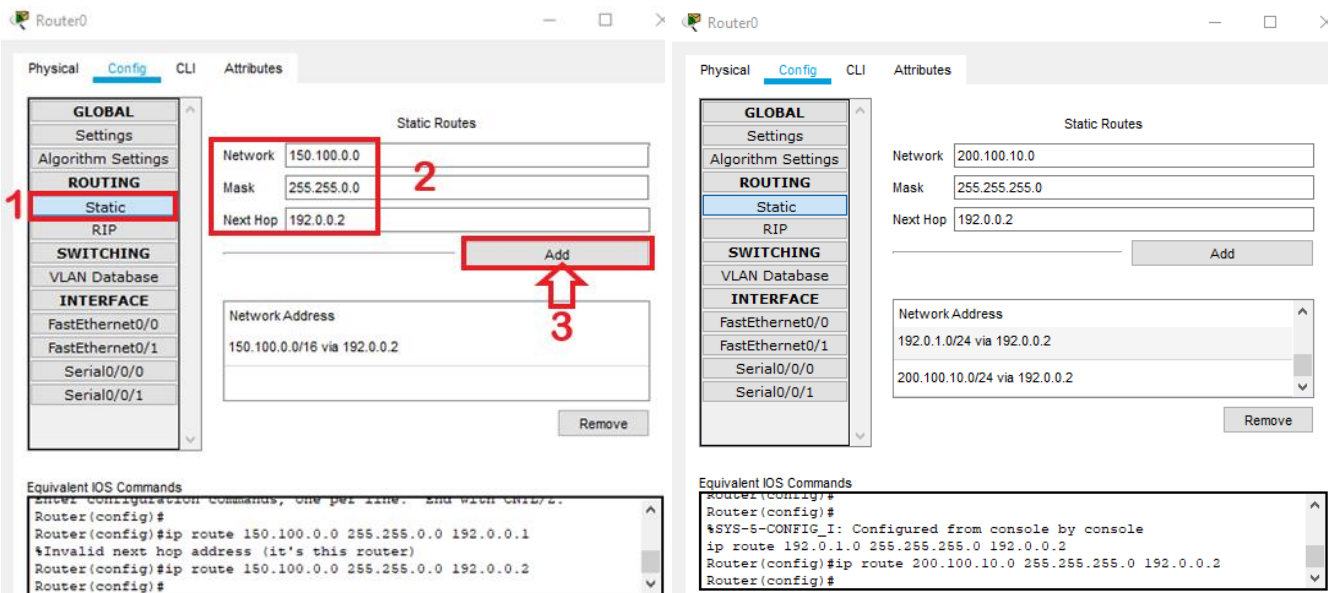 Router0
Physical Config CLI Attributes
GLOBAL
Settings
Algorithm Settings
ROUTING
1 Static
RIP
SWITCHING
VLAN Database
INTERFACE
FastEthernet0/0
FastEthernet0/1
Serial0/0/0
Serial0/0/1
Static Routes
Network 150.100.0.0
Mask 255.255.0.0
Next Hop 192.0.0.2
2
Add
3
Network Address
150.100.0.0/16 via 192.0.0.2
Remove
Equivalent IOS Commands
Enter configuration commands, one per line. End with CNTL/Z.
Router(config)#
Router(config)#ip route 150.100.0.0 255.255.0.0 192.0.0.1
%Invalid next hop address (it's this router)
Router(config)#ip route 150.100.0.0 255.255.0.0 192.0.0.2
Router(config)#
Router0
Physical Config CLI Attributes
GLOBAL
Settings
Algorithm Settings
ROUTING
Static
RIP
SWITCHING
VLAN Database
INTERFACE
FastEthernet0/0
FastEthernet0/1
Serial0/0/0
Serial0/0/1
Static Routes
Network 200.100.10.0
Mask 255.255.255.0
Next Hop 192.0.0.2
Add
Network Address
192.0.1.0/24 via 192.0.0.2
200.100.10.0/24 via 192.0.0.2
Remove
Equivalent IOS Commands
Router(config)#
Router(config)#
%SYS-5-CONFIG_I: Configured from console by console
ip route 192.0.1.0 255.255.255.0 192.0.0.2
Router(config)#ip route 200.100.10.0 255.255.255.0 192.0.0.2
Router(config)#